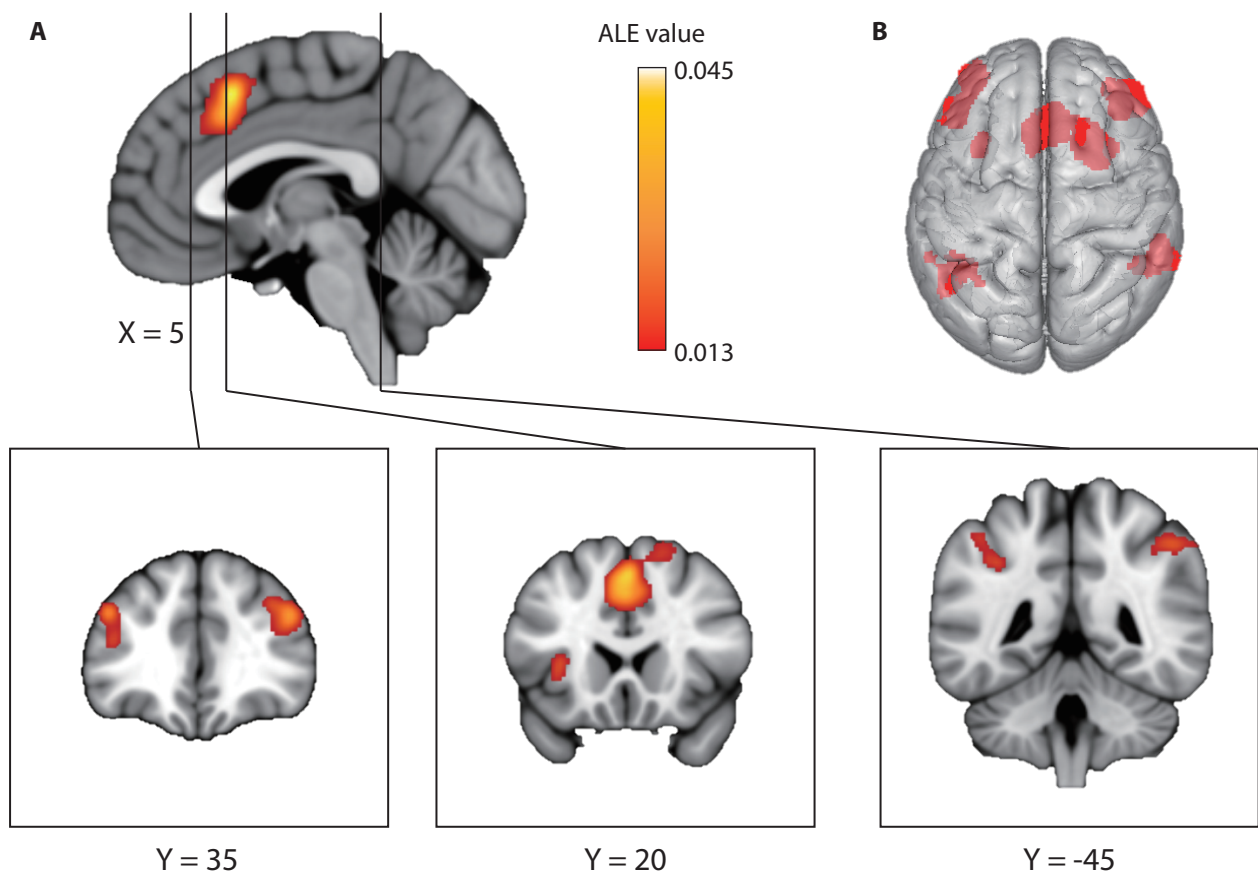 A
ALE value
B
0.045
X = 5
0.013
Y = 35
Y = 20
Y = -45